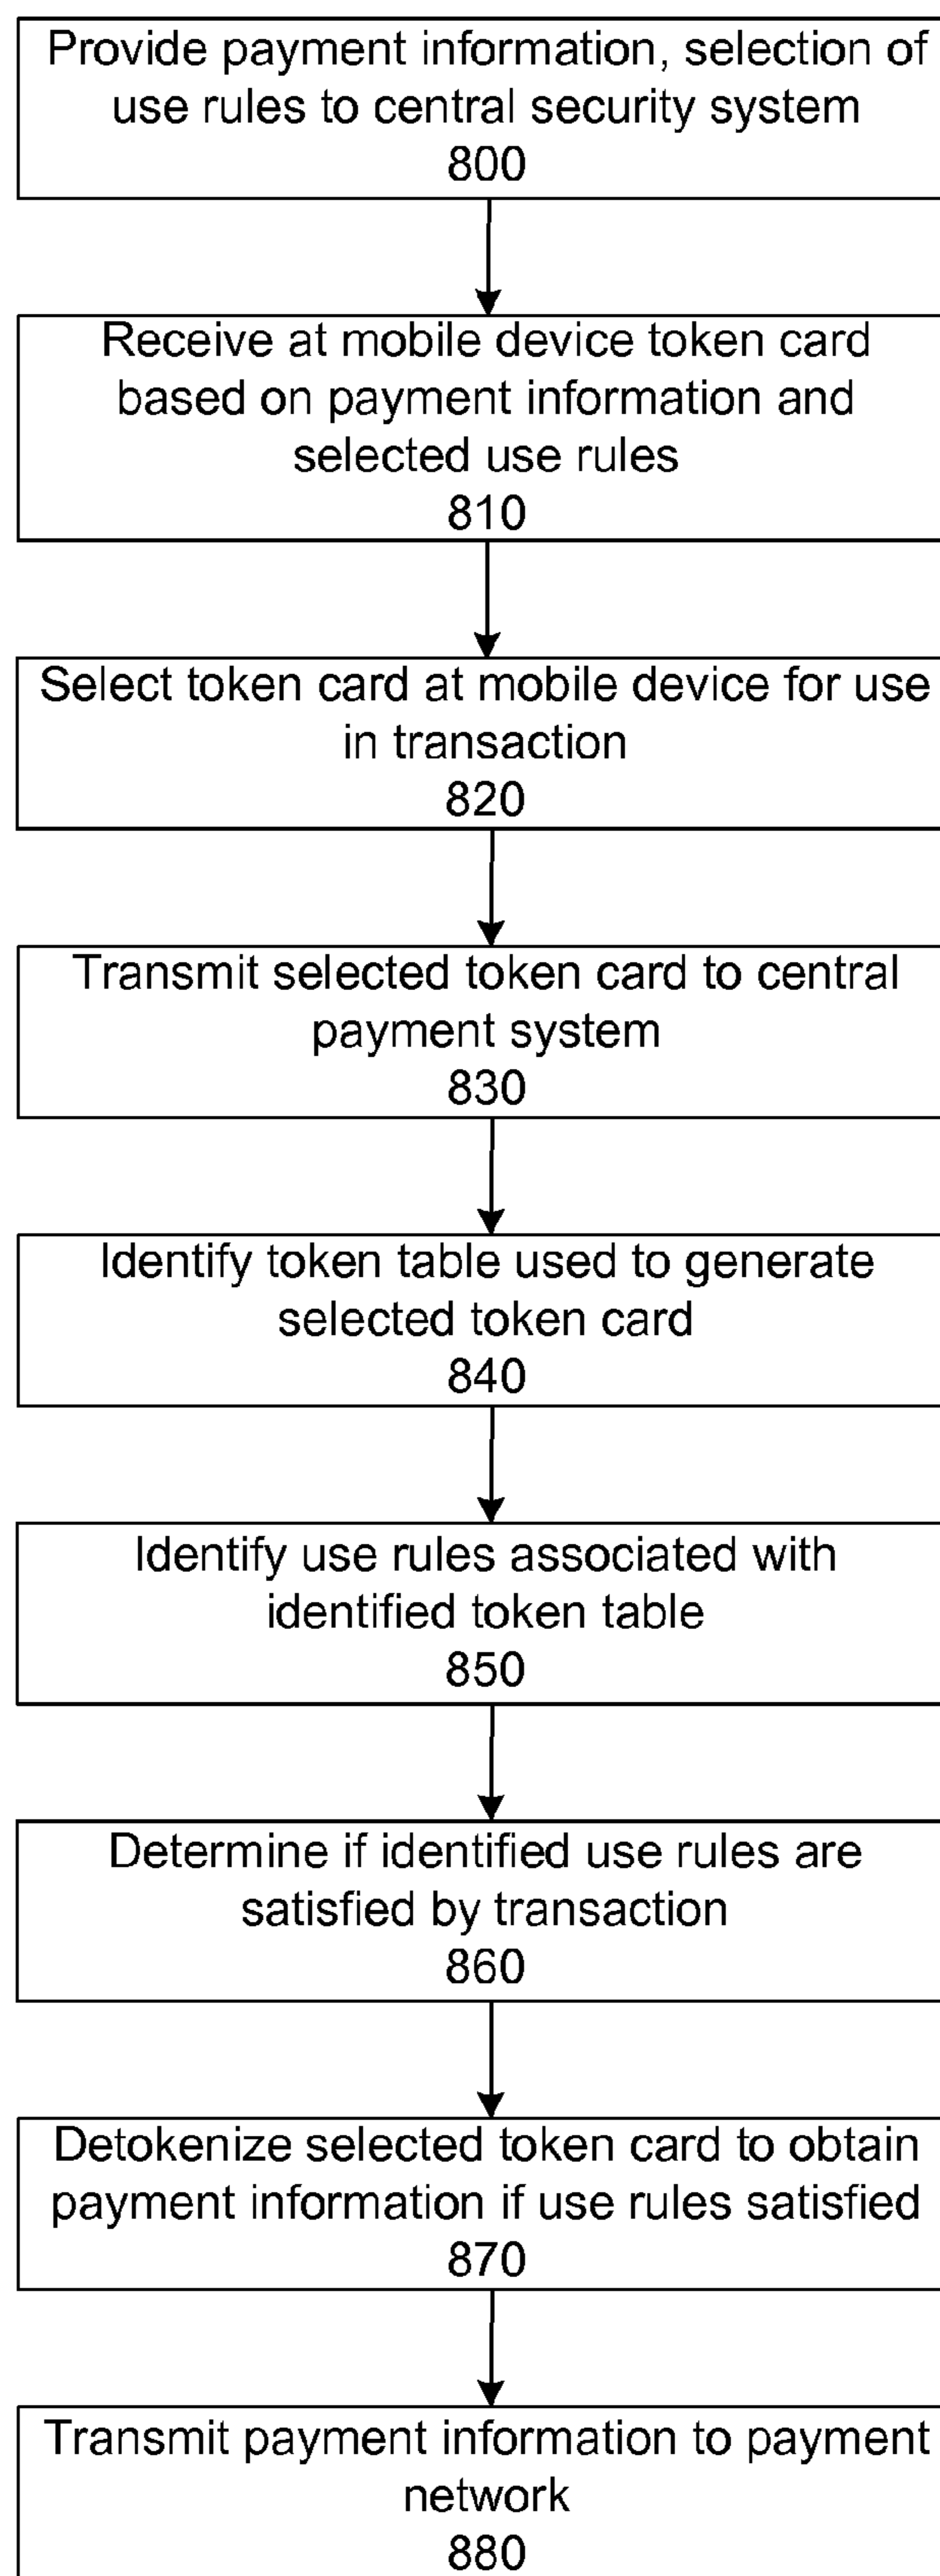 Provide payment information, selection of
use rules to central security system
800
Receive at mobile device token card
based on payment information and
selected use rules
810
Select token card at mobile device for use
in transaction
820
Transmit selected token card to central
payment system
830
Identify token table used to generate
selected token card
840
Identify use rules associated with
identified token table
850
Determine if identified use rules are
satisfied by transaction
860
Detokenize selected token card to obtain
payment information if use rules satisfied
870
Transmit payment information to payment
network
880